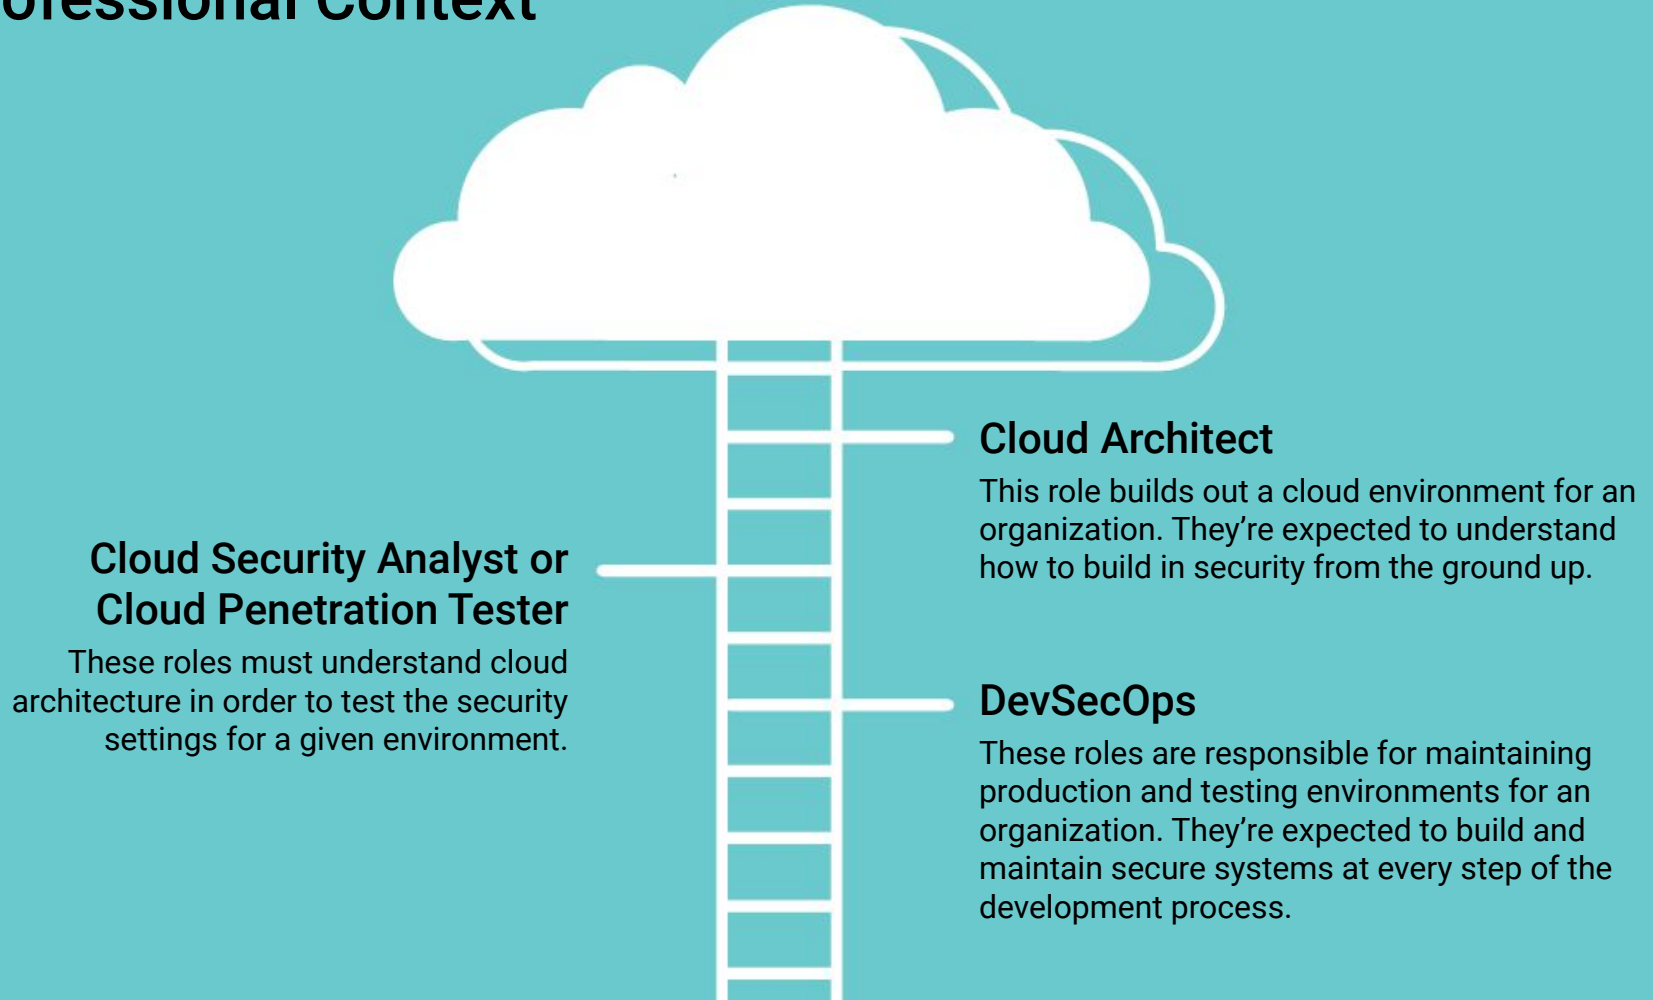 ofessional Context
Cloud Architect
This role builds out a cloud environment for an
organization. They’re expected to understand
how to build in security from the ground up.
Cloud Security Analyst or
Cloud Penetration Tester
These roles must understand cloud
architecture in order to test the security
settings for a given environment.
DevSecOps
These roles are responsible for maintaining
production and testing environments for an
organization. They’re expected to build and
maintain secure systems at every step of the
development process.